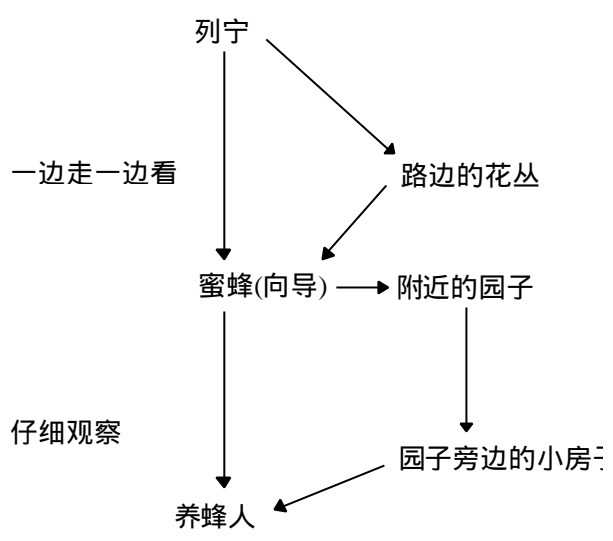 列宁
一边走一边看
路边的花丛
蜜蜂(向导)
附近的园子
仔细观察
园子旁边的小房子
养蜂人